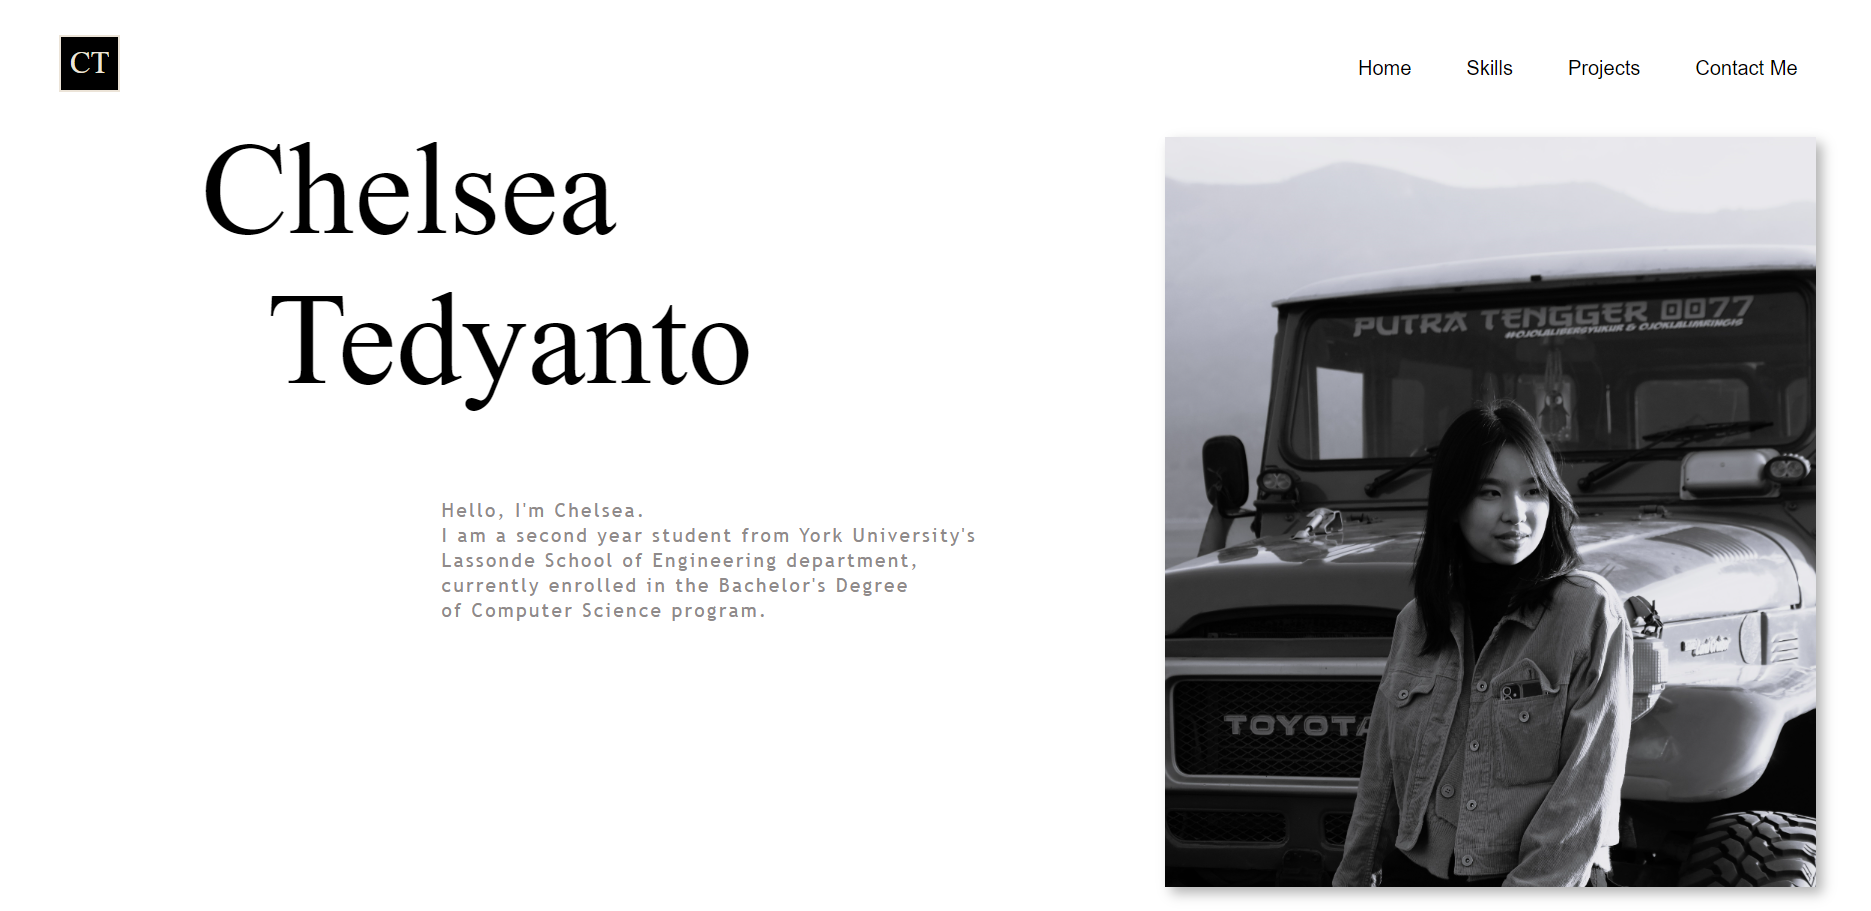 CT
Home Skills Projects Contact Me
Chelsea
Tedyanto
Hello, I'm Chelsea.
I am a second year student from York University's
Lassonde School of Engineering department,
currently enrolled in the Bachelor's Degree
of Computer Science program.
PUTRA TENGGER 0077
#OJOLALIBERSYUKUR & OJOKLALIMRINGIS
TOYOTA